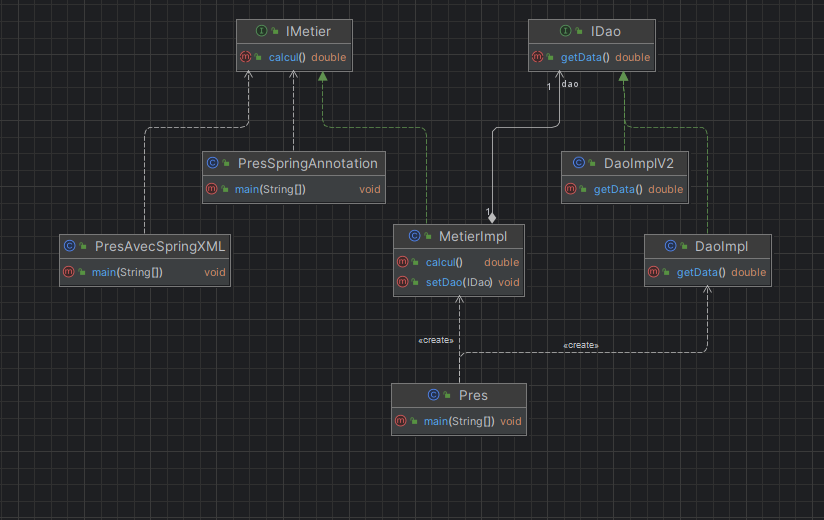 IMetier
calcul() double
IDao
getData() double
1
dao
PresSpringAnnotation
main(String[]) void
DaoImplV2
getData() double
1
PresAvecSpringXML
main(String[]) void
MetierImpl
calcul() double
setDao(IDao) void
DaoImpl
getData() double
«create»
«create»
Pres
main(String[]) void